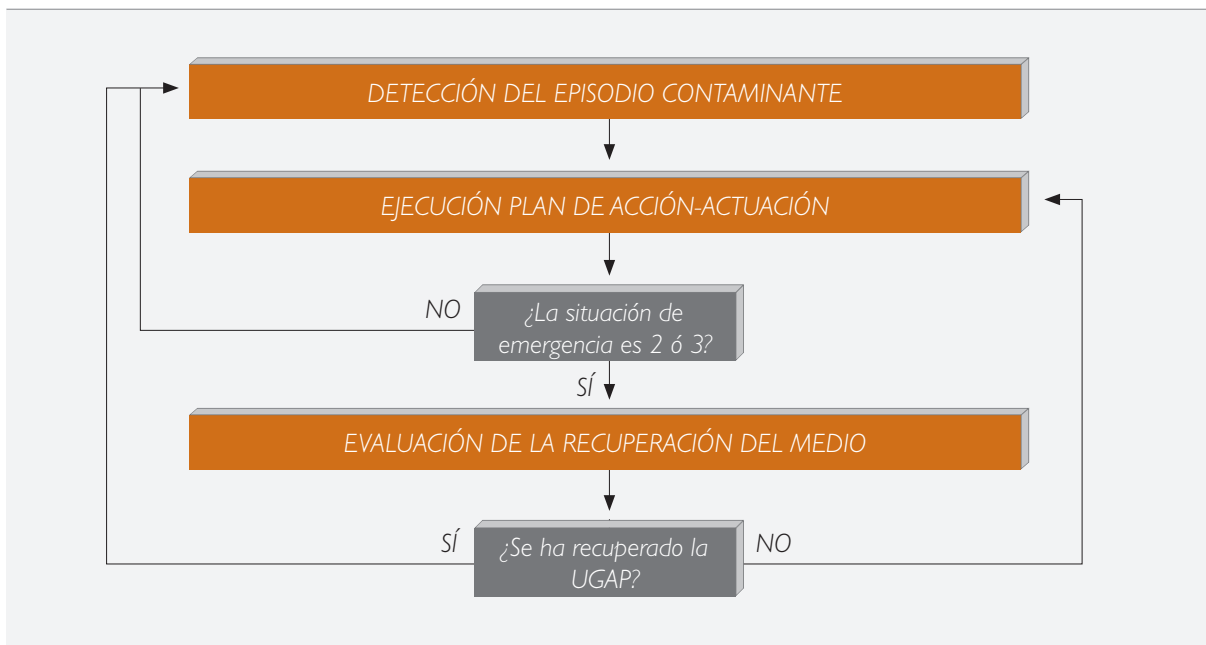 DETECCIÓN DEL EPISODIO CONTAMINANTE
EJECUCIÓN PLAN DE ACCIÓN-ACTUACIÓN
NO
¿La situación de
emergencia es 2 ó 3?
SÍ
EVALUACIÓN DE LA RECUPERACIÓN DEL MEDIO
SÍ
¿Se ha recuperado la
UGAP?
NO